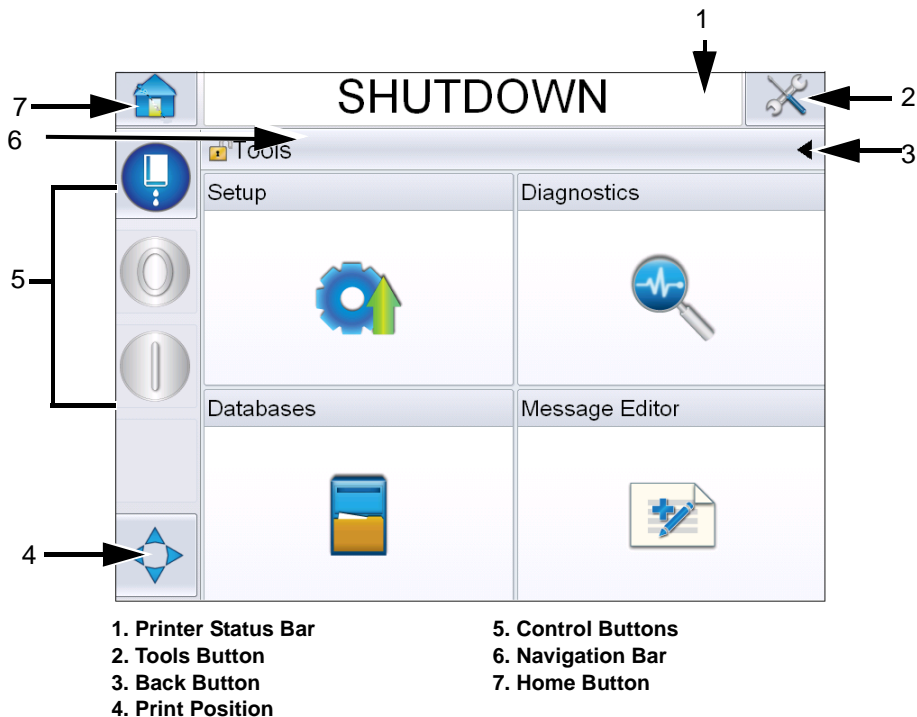 1
SHUTDOWN
7
2
6
Tools
3
Setup
Diagnostics
5
Databases
Message Editor
4
1. Printer Status Bar
2. Tools Button
3. Back Button
4. Print Position
5. Control Buttons
6. Navigation Bar
7. Home Button